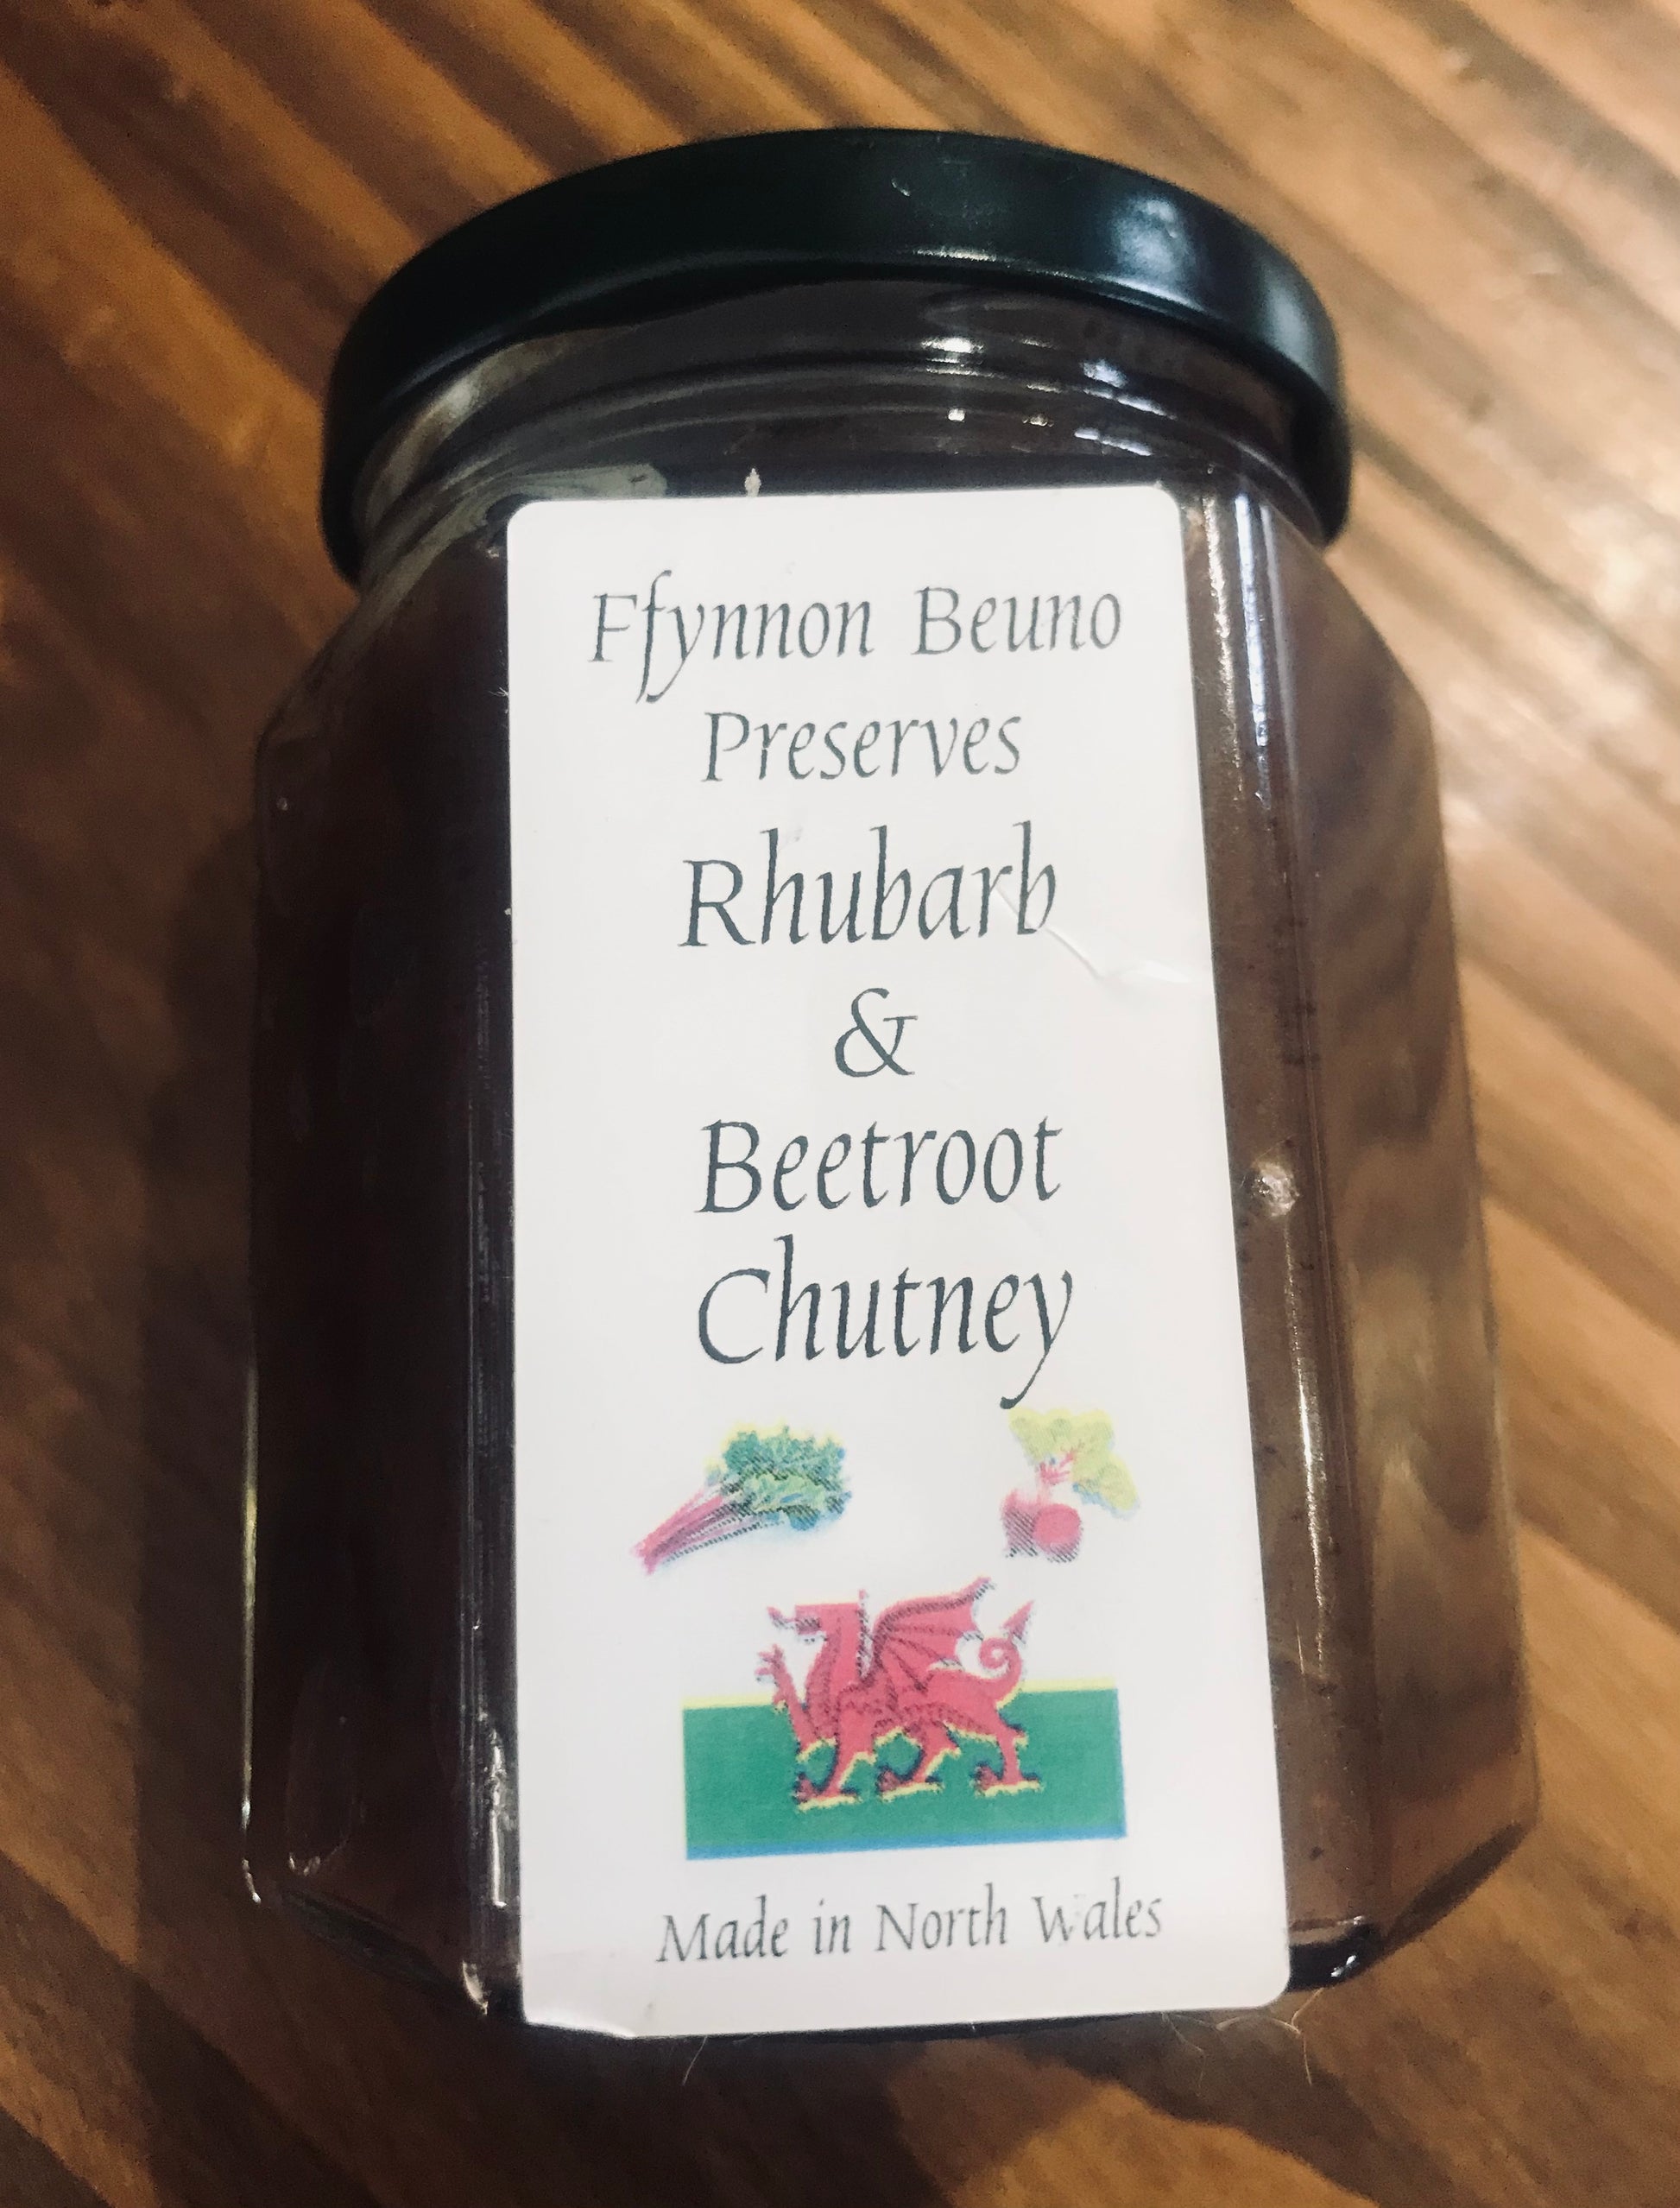 Ffynnon Beuno
Preserves
Rhubarb
&
Beetroot
Chutney
Made in North Wales